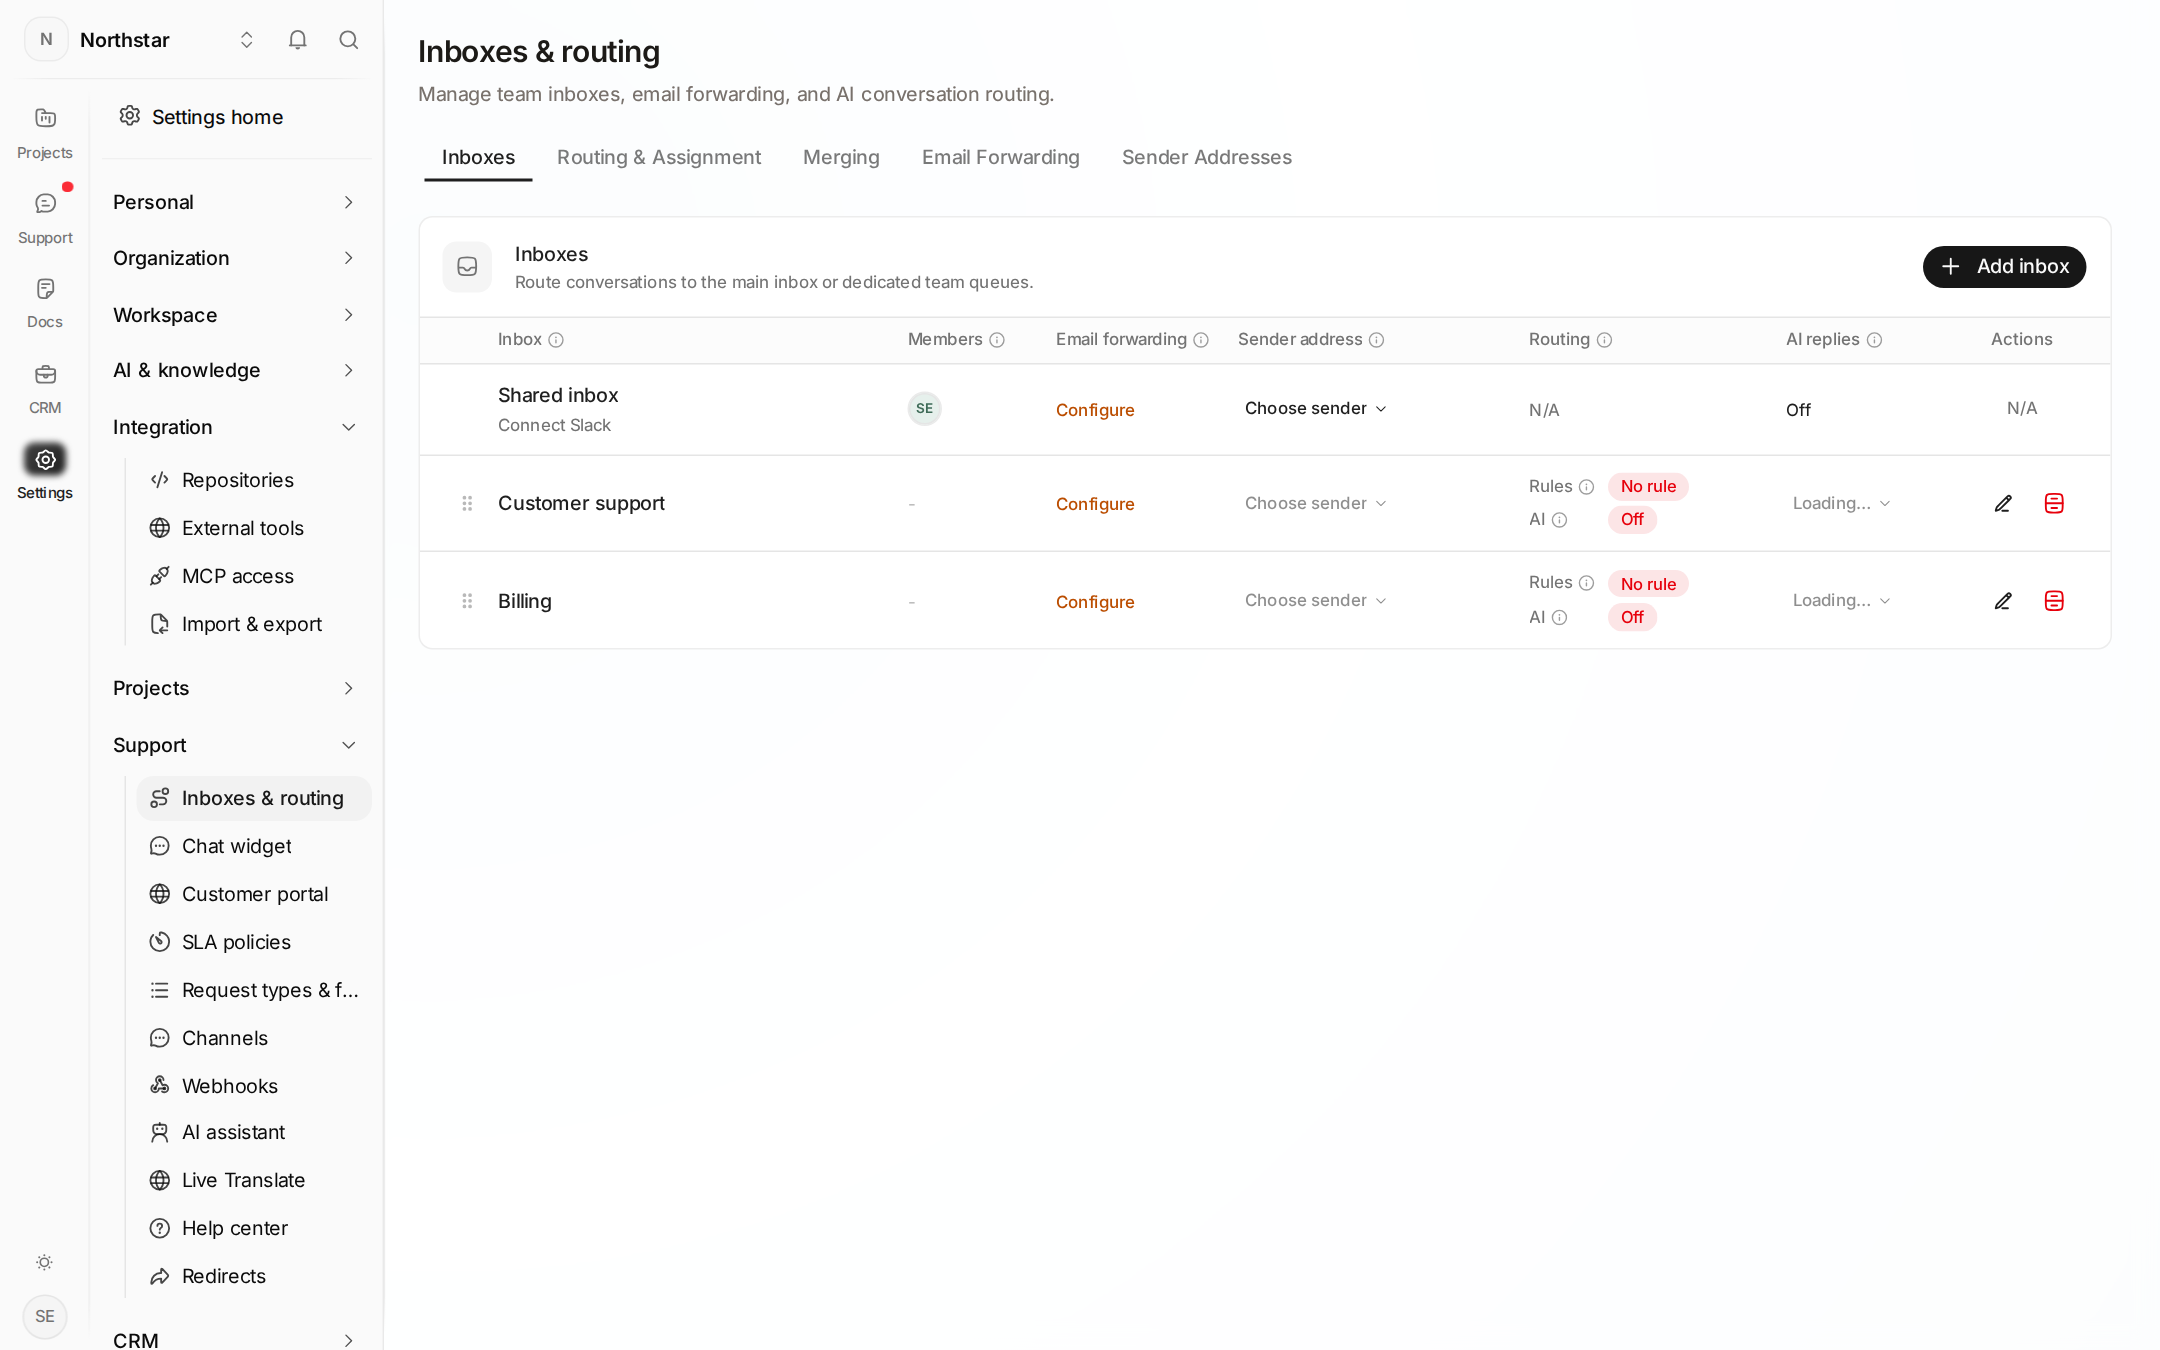 N Northstar
Projects
Support
Docs
CRM
Settings
SE
Settings home
Personal
Organization
Workspace
AI & knowledge
Integration
Repositories
External tools
MCP access
Import & export
Projects
Support
Inboxes & routing
Chat widget
Customer portal
SLA policies
Request types & f...
Channels
Webhooks
AI assistant
Live Translate
Help center
Redirects
CRM
Inboxes & routing
Manage team inboxes, email forwarding, and AI conversation routing.
Inboxes Routing & Assignment Merging Email Forwarding Sender Addresses
Inboxes
Route conversations to the main inbox or dedicated team queues.
Add inbox
Inbox Members Email forwarding Sender address Routing AI replies Actions
Shared inbox
Connect Slack
SE Configure Choose sender N/A Off N/A
Customer support - Configure Choose sender
Rules No rule
AI Off
Loading...
Billing - Configure Choose sender
Rules No rule
AI Off
Loading...